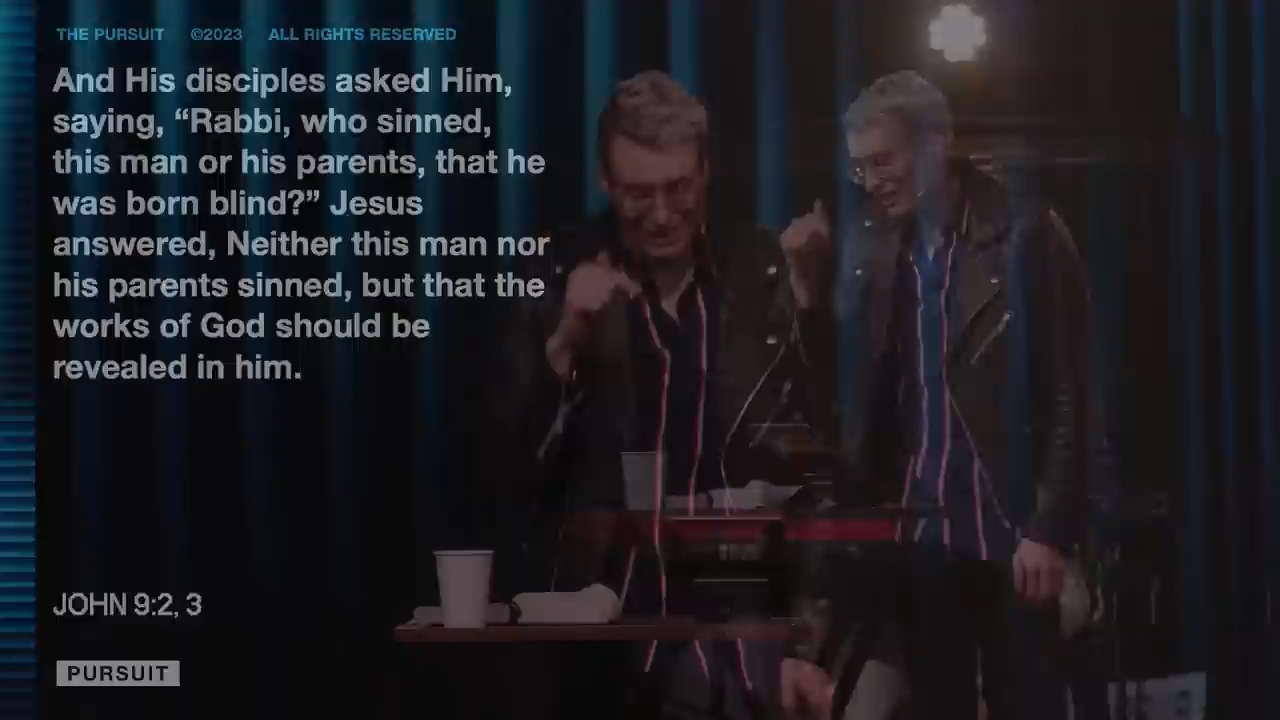 THE PURSUIT ©2023 ALL RIGHTS RESERVED
And His disciples asked Him,
saying, “Rabbi, who sinned,
this man or his parents, that he
was born blind?” Jesus
answered, Neither this man nor
his parents sinned, but that the
works of God should be
revealed in him.
JOHN 9:2, 3
PURSUIT